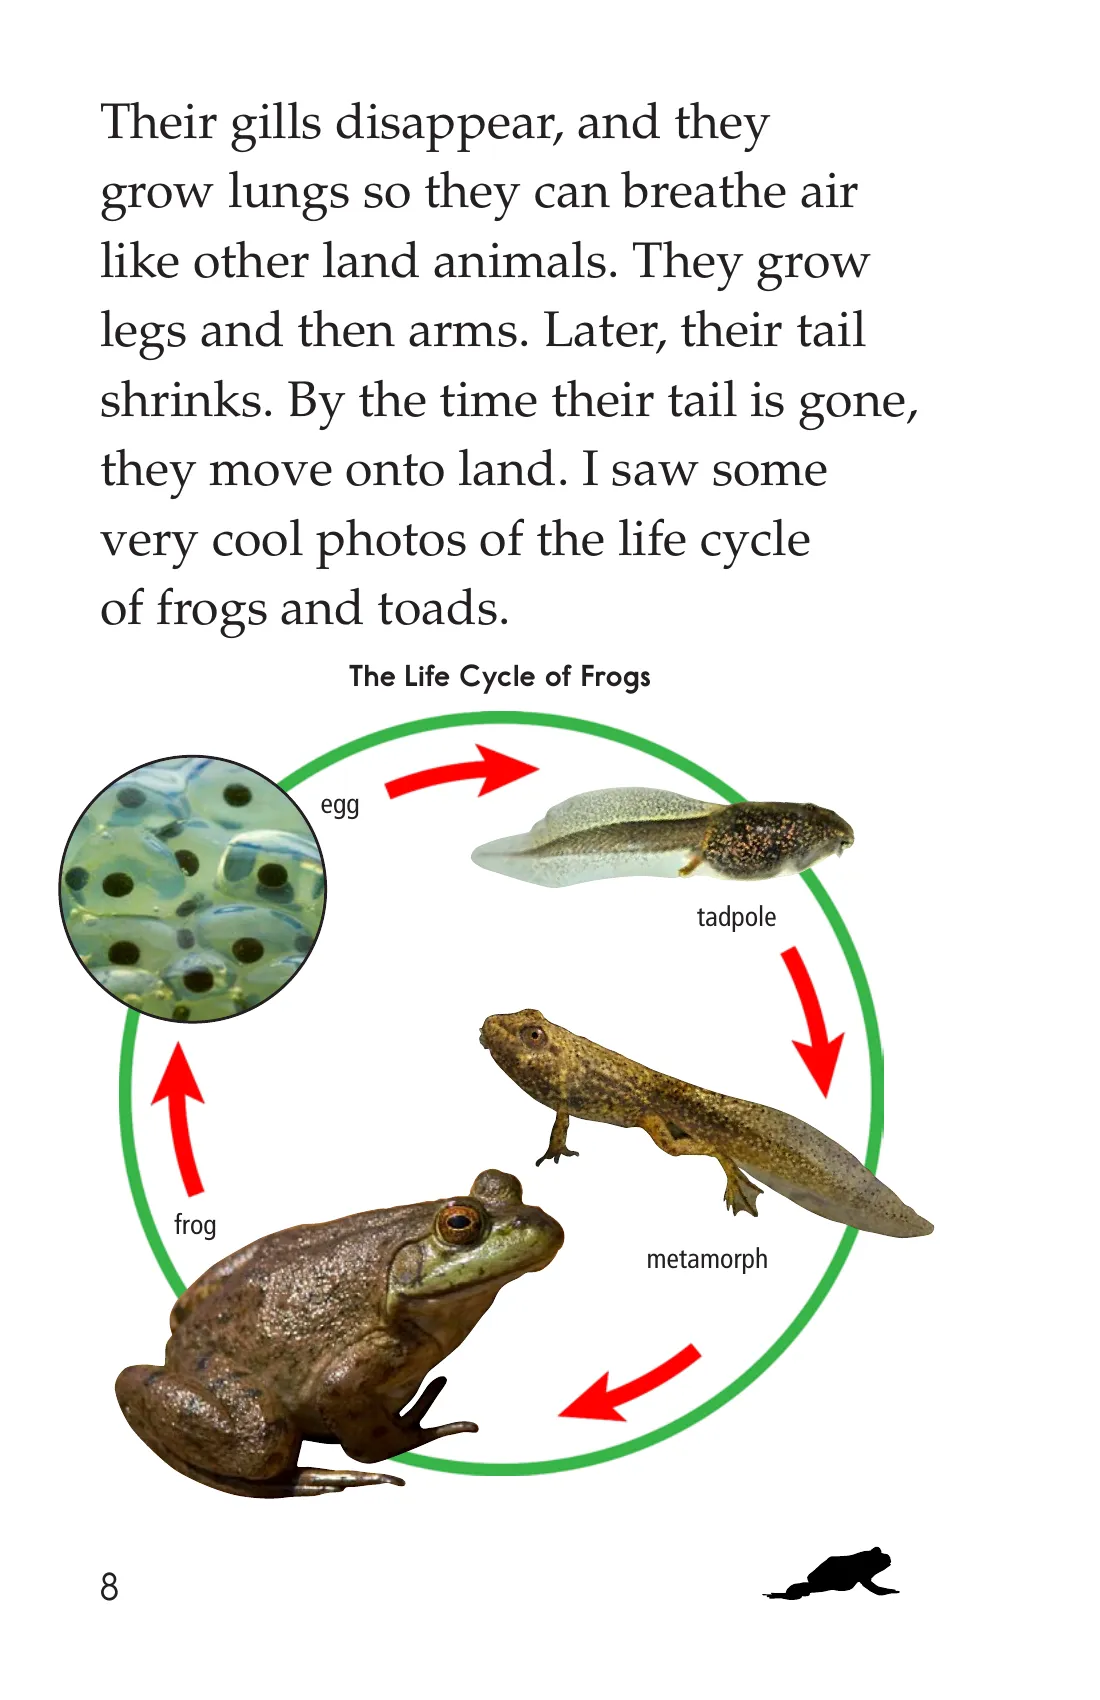 Their gills disappear, and they
grow lungs so they can breathe air
like other land animals. They grow
legs and then arms. Later, their tail
shrinks. By the time their tail is gone,
they move onto land. I saw some
very cool photos of the life cycle
of frogs and toads.
The Life Cycle of Frogs
egg
tadpole
metamorph
frog
8